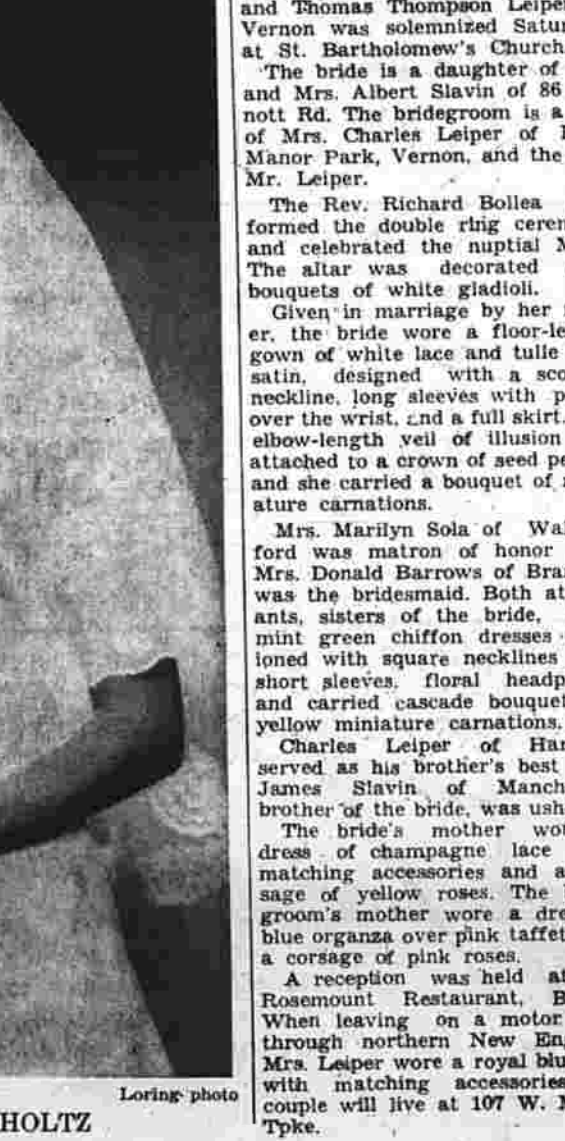 and Thomas Thompson Leiper
Vernon was solemnized Satur
at St. Bartholomew's Church
The bride is a daughter of
and Mrs. Albert Slavin of 86
nott Rd. The bridegroom is a
of Mrs. Charles Leiper of
Manor Park, Vernon, and the
Mr. Leiper.
The Rev. Richard Bollea
formed the double ring cerem
and celebrated the nuptial M
The altar was decorated
bouquets of white gladioli.
Given in marriage by her
er, the bride wore a floor-le
gown of white lace and tulle
satin, designed with a sco
neckline, long sleeves with p
over the wrist, and a full skirt.
elbow-length veil of illusion
attached to a crown of seed pe
and she carried a bouquet of
ature carnations.
Mrs. Marilyn Sola of Wal
ford was matron of honor
Mrs. Donald Barrows of Bran
was the bridesmaid. Both at
ants, sisters of the bride,
mint green chiffon dresses
ioned with square necklines
short sleeves, floral headp
and carried cascade bouquet
yellow miniature carnations.
Charles Leiper of Har
served as his brother's best
James Slavin of Manch
brother of the bride, was ush
The bride's mother wo
dress of champagne lace
matching accessories and a
sage of yellow roses. The
groom's mother wore a dre
blue organza over pink taffet
a corsage of pink roses.
A reception was held at
Rosemount Restaurant, B
When leaving on a motor
through northern New En
Mrs. Leiper wore a royal blu
with matching accessories
couple will live at 107 W. M
Tpke.
Loring photo
HOLTZ